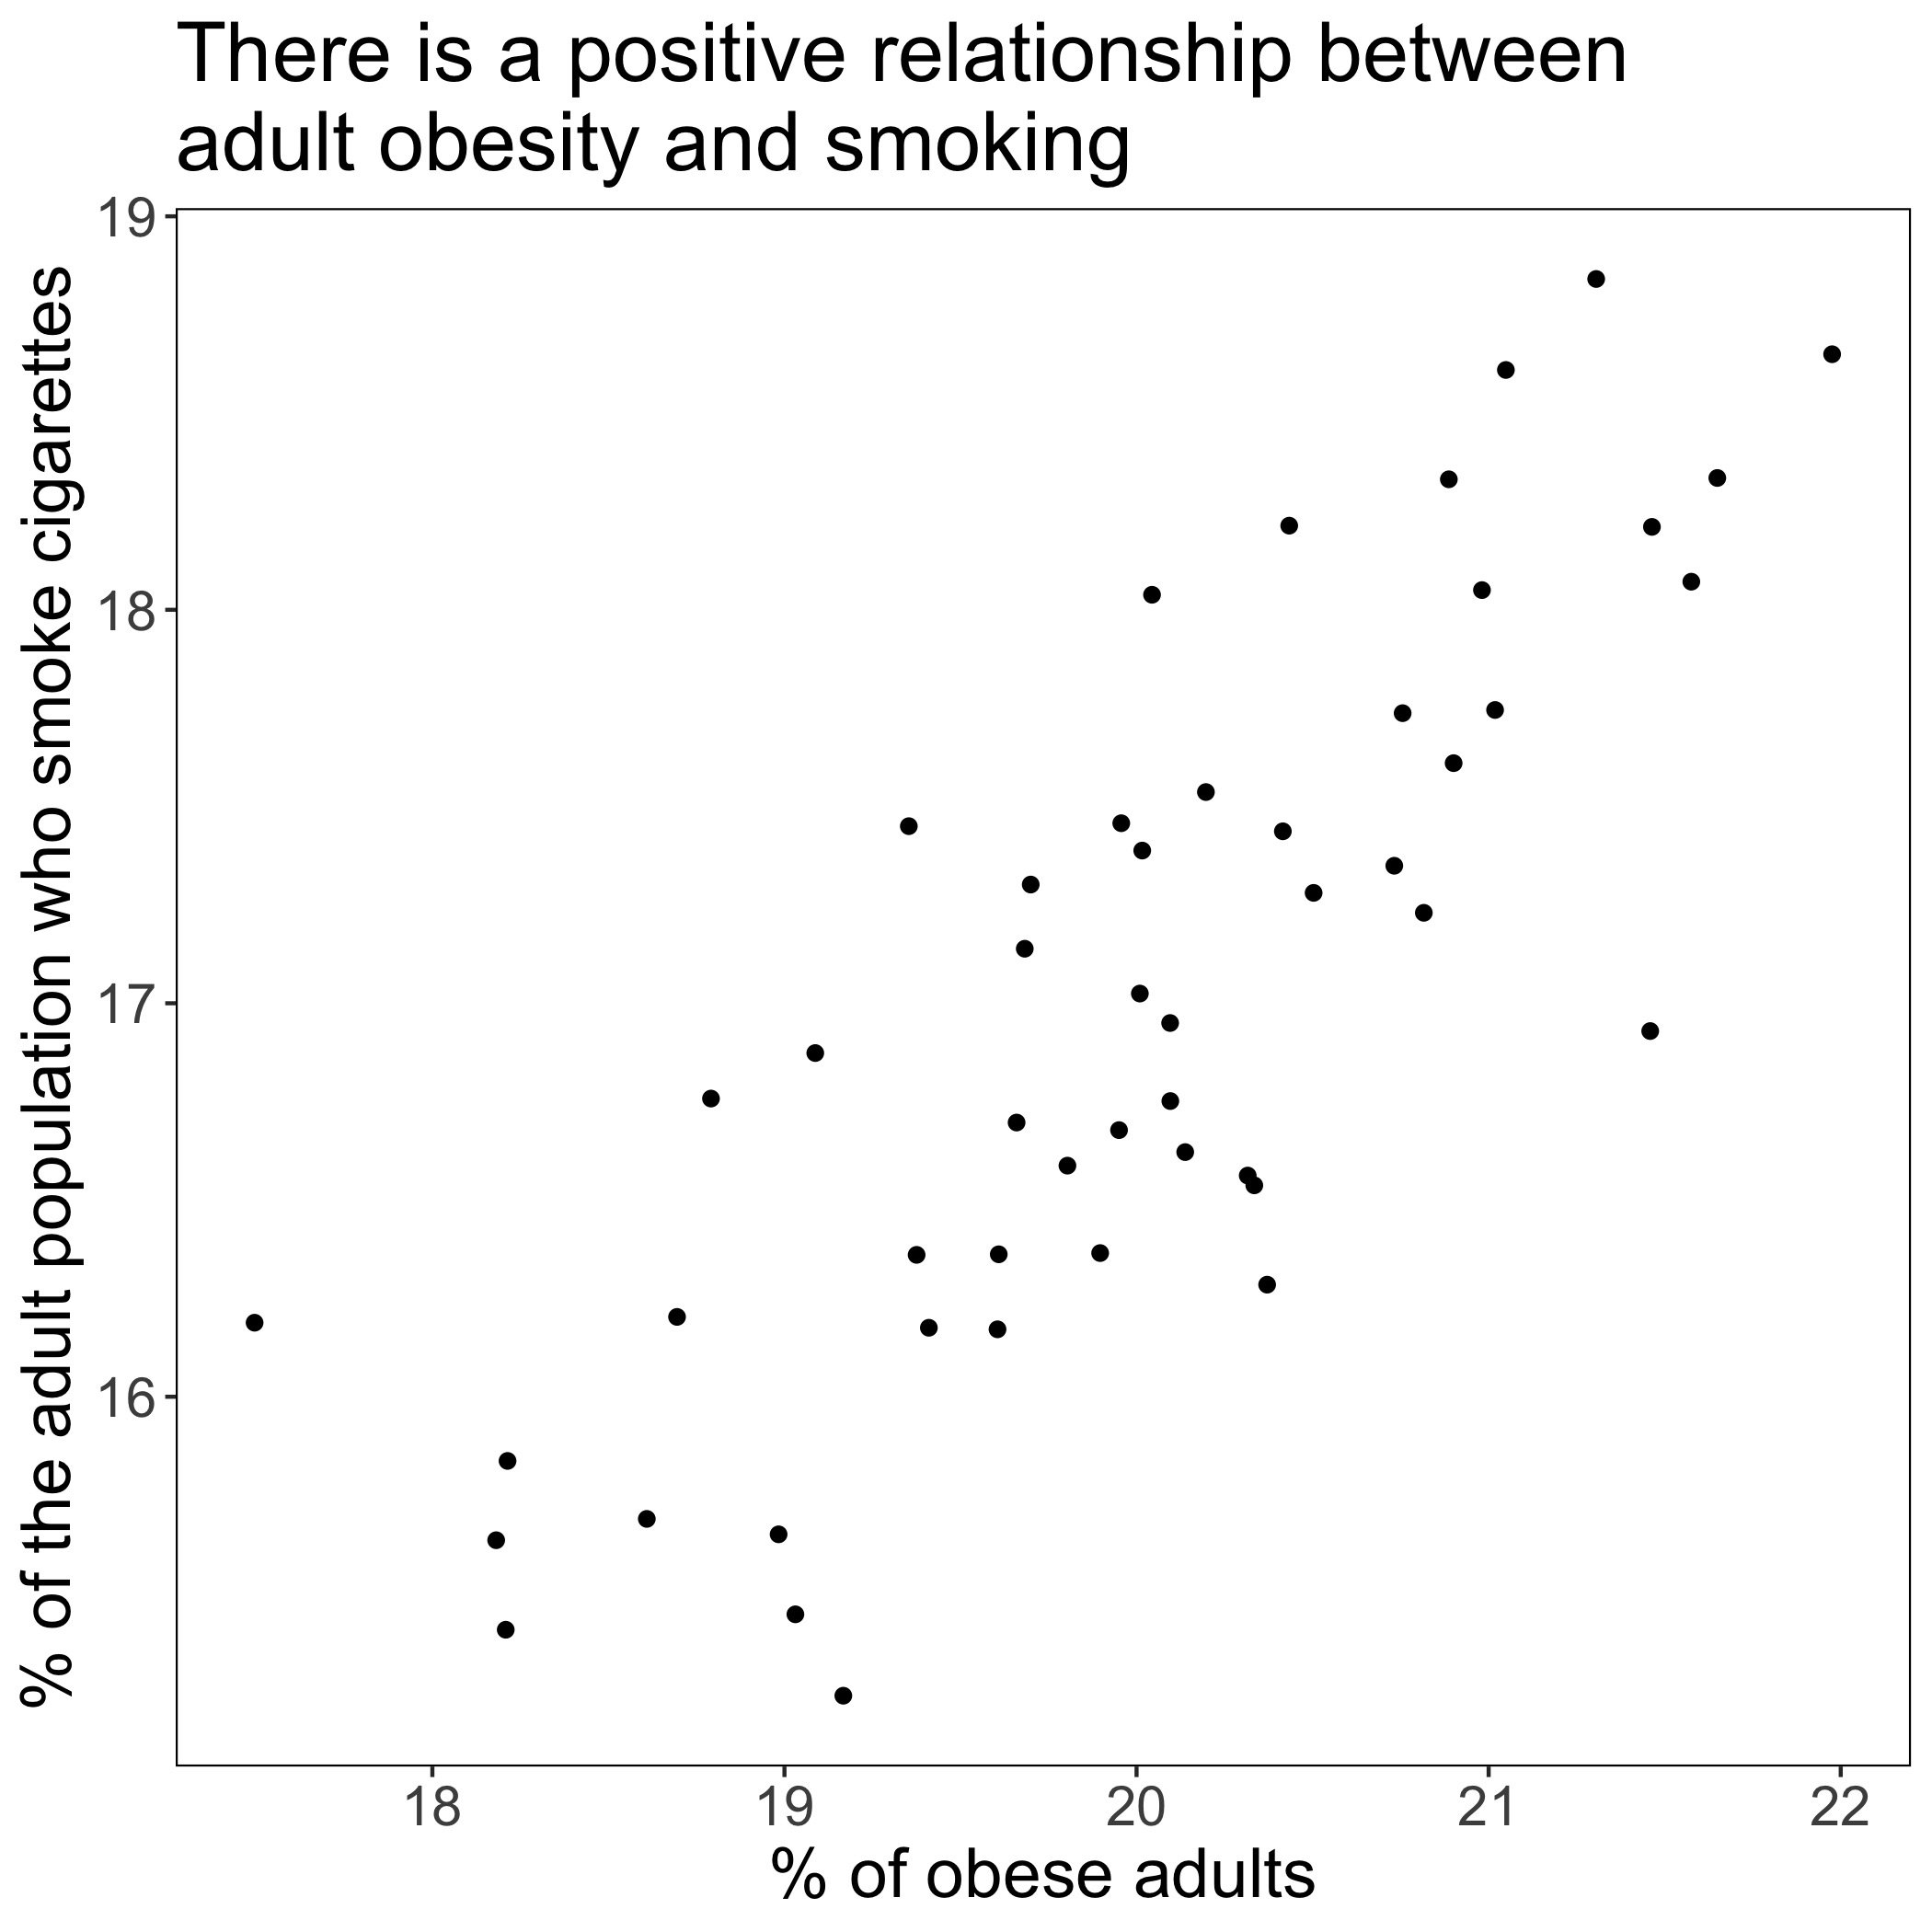 There is a positive relationship between
adult obesity and smoking
% of the adult population who smoke cigarettes
19
18
17
16
18
19
20
21
22
% of obese adults